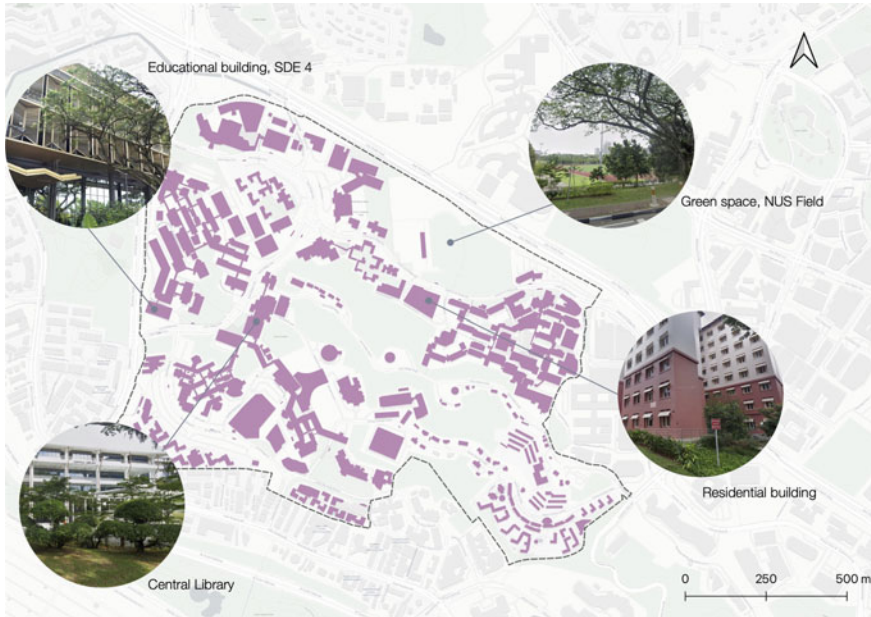 Educational building, SDE 4
Green space, NUS Field
Residential building
Central Library
0 250 500 m